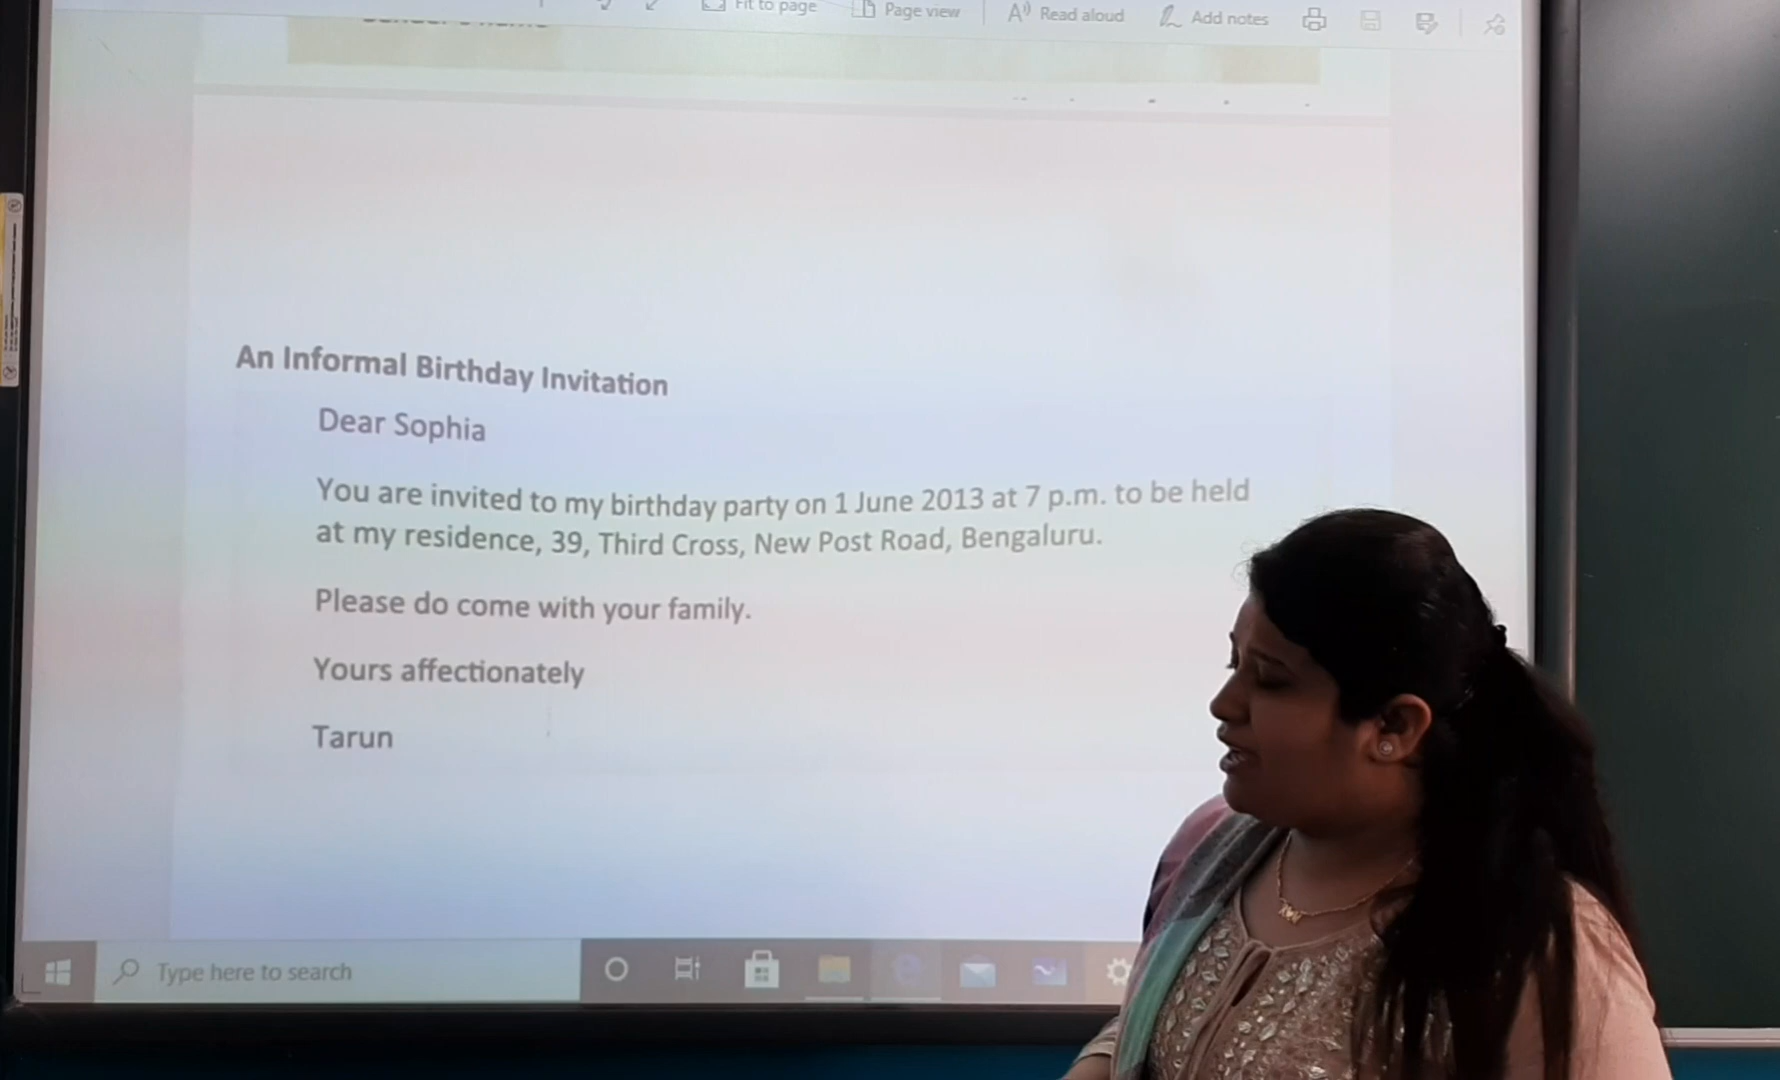 Fit to page
Page view
Read aloud
Add notes
An Informal Birthday Invitation
Dear Sophia
You are invited to my birthday party on 1 June 2013 at 7 p.m. to be held
at my residence, 39, Third Cross, New Post Road, Bengaluru.
Please do come with your family.
Yours affectionately
Tarun
Type here to search